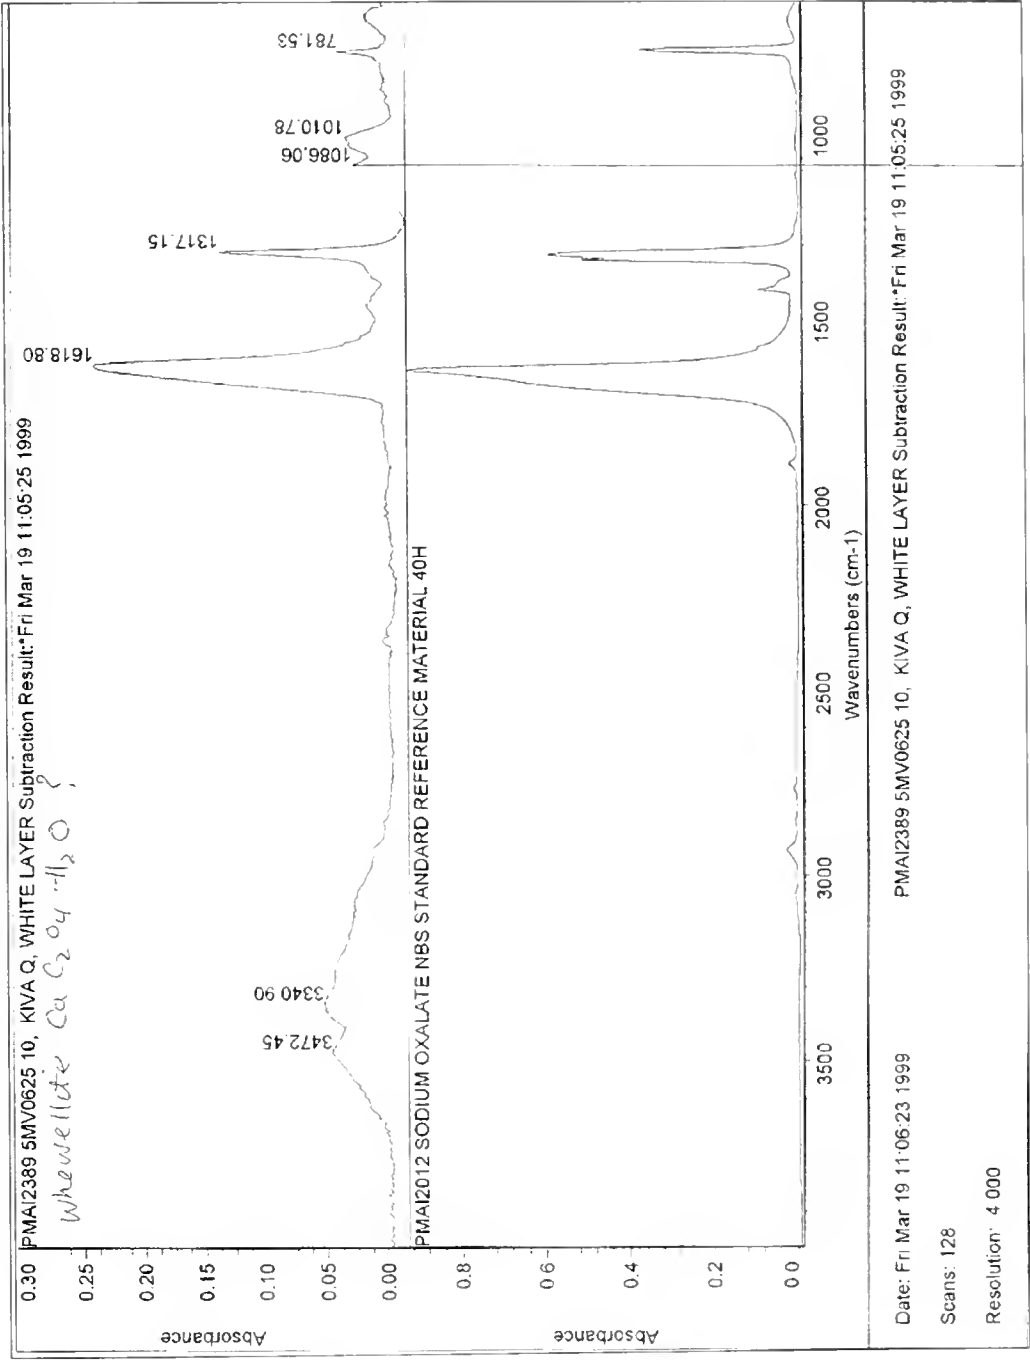 PMAI2389 5MV0625 10, KIVA Q, WHITE LAYER Subtraction Result:*Fri Mar 19 11:05:25 1999
Whewellite Ca C2 O4 ·H2O ?
0.30
0.25
0.20
0.15
0.10
0.05
0.00
Absorbance
3472.45
3340.90
1618.80
1317.15
1086.06
1010.78
781.53
PMAI2012 SODIUM OXALATE NBS STANDARD REFERENCE MATERIAL 40H
0.8
0.6
0.4
0.2
0.0
Absorbance
3500
3000
2500
2000
1500
1000
Wavenumbers (cm-1)
Date: Fri Mar 19 11:06:23 1999
PMAI2389 5MV0625 10, KIVA Q, WHITE LAYER Subtraction Result:*Fri Mar 19 11:05:25 1999
Scans: 128
Resolution: 4 000